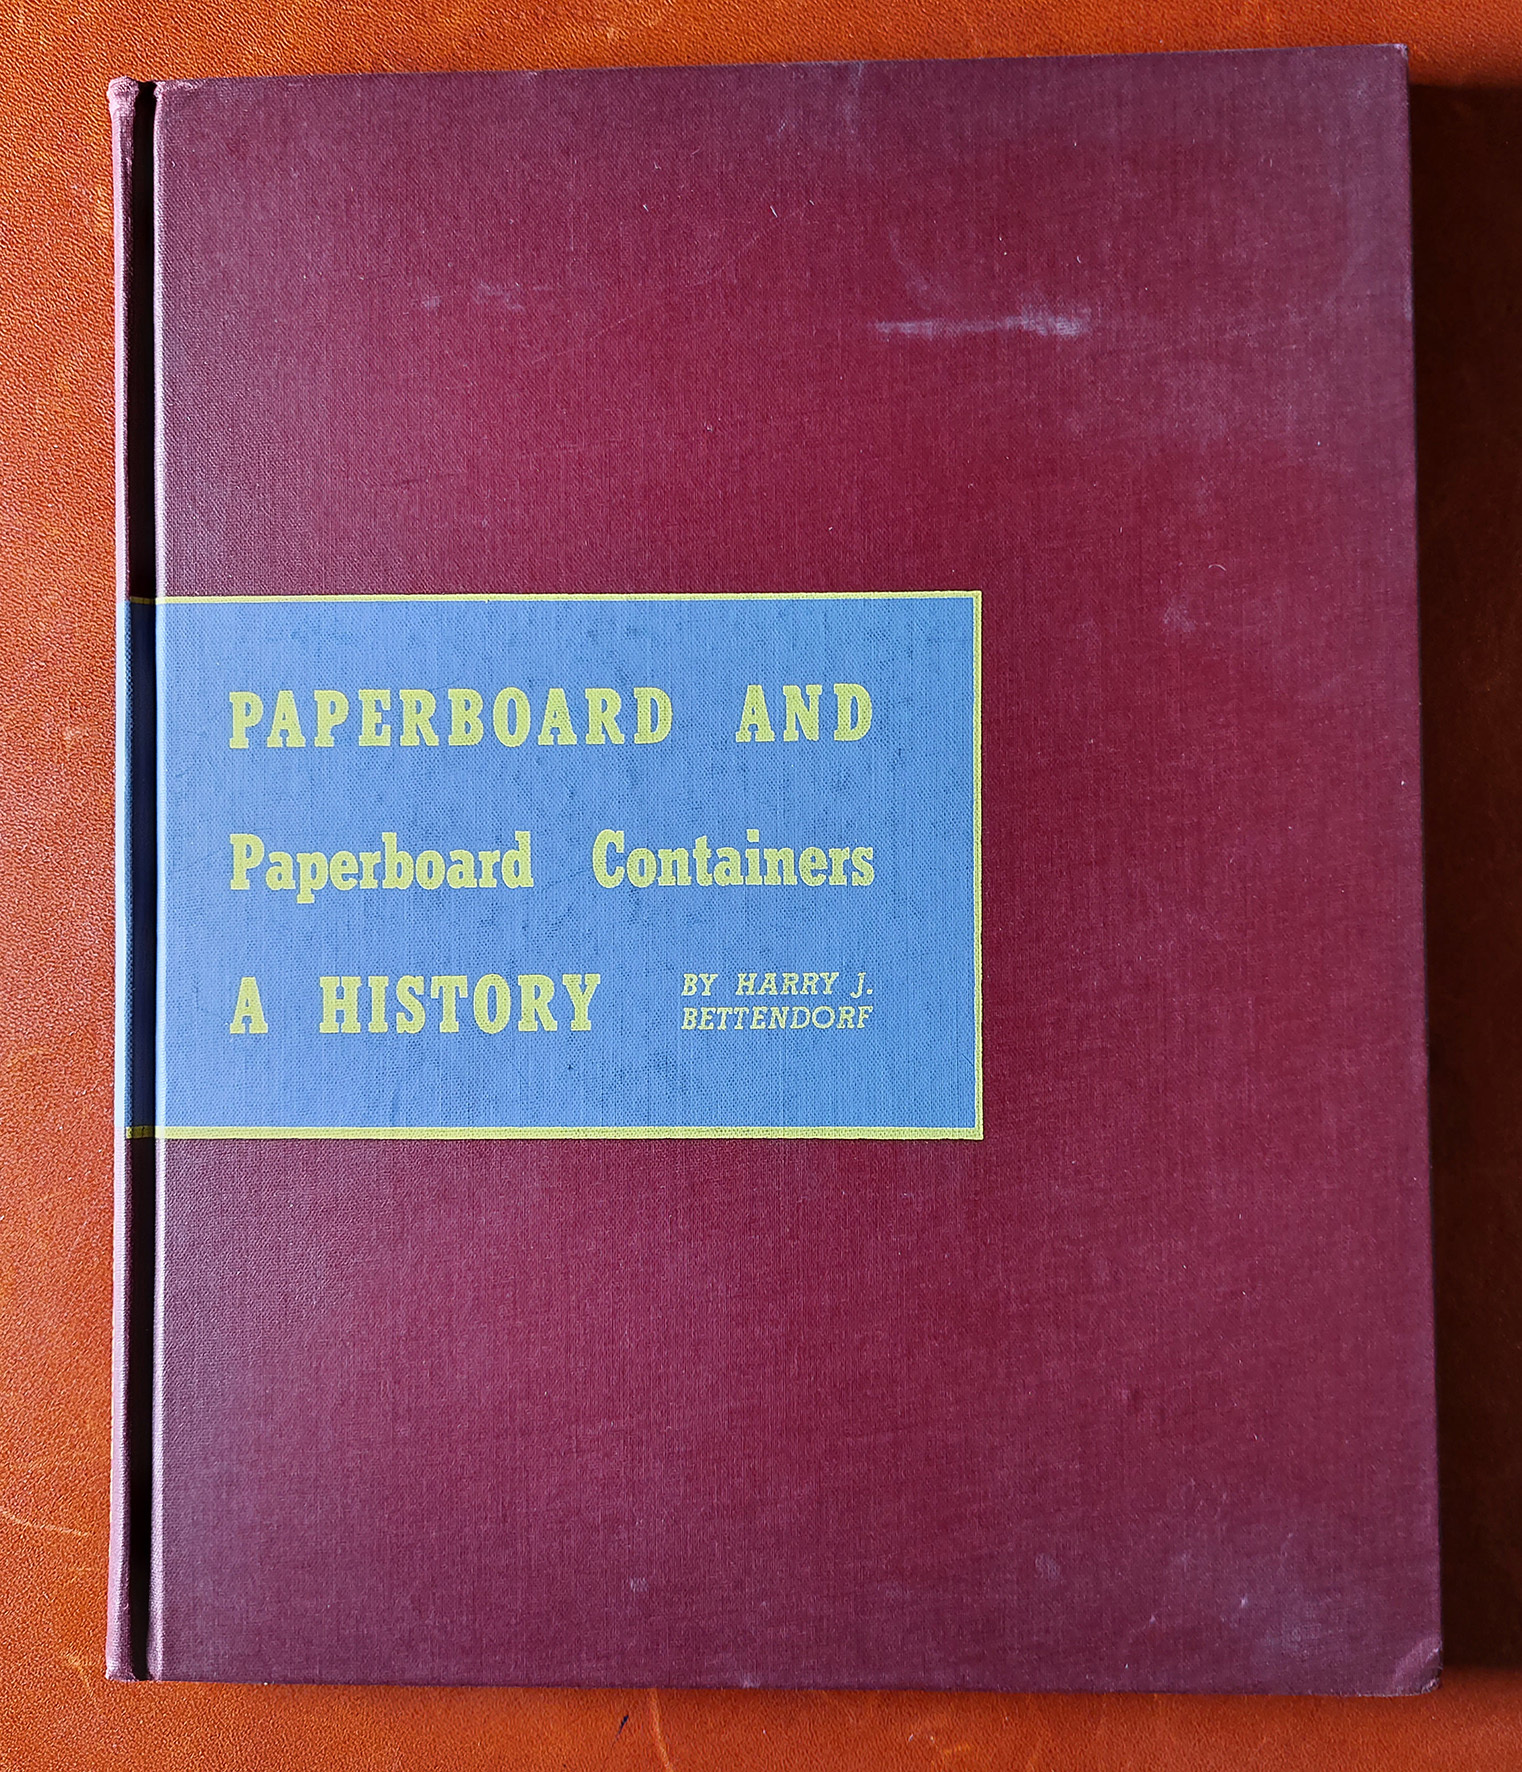 PAPERBOARD AND
Paperboard Containers
A HISTORY
BY HARRY J.
BETTENDORF